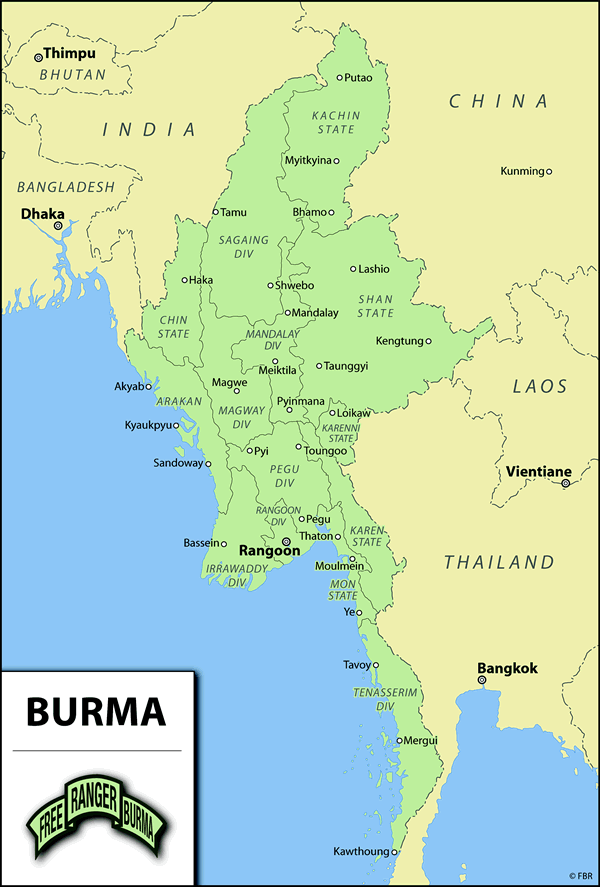 Thimpu
BHUTAN
Putao
CHINA
KACHIN
STATE
INDIA
Myitkyina
Kunming
BANGLADESH
Dhaka
Tamu
Bhamo
SAGAING
DIV
Lashio
Haka
Shwebo
SHAN
STATE
CHIN
STATE
Mandalay
MANDALAY
DIV
Kengtung
Meiktila
Taunggyi
Akyab
Magwe
LAOS
ARAKAN
MAGWAY
DIV
Pyinmana
Loikaw
Kyaukpyu
KARENNI
STATE
Pyi
Toungoo
Sandoway
PEGU
DIV
Vientiane
RANGOON
DIV
Pegu
KAREN
STATE
Thaton
Bassein
Rangoon
THAILAND
IRRAWADDY
DIV
Moulmein
MON
STATE
Ye
Tavoy
Bangkok
TENASSERIM
DIV
Mergui
Kawthoung
BURMA
FREE RANGER BURMA
© FBR